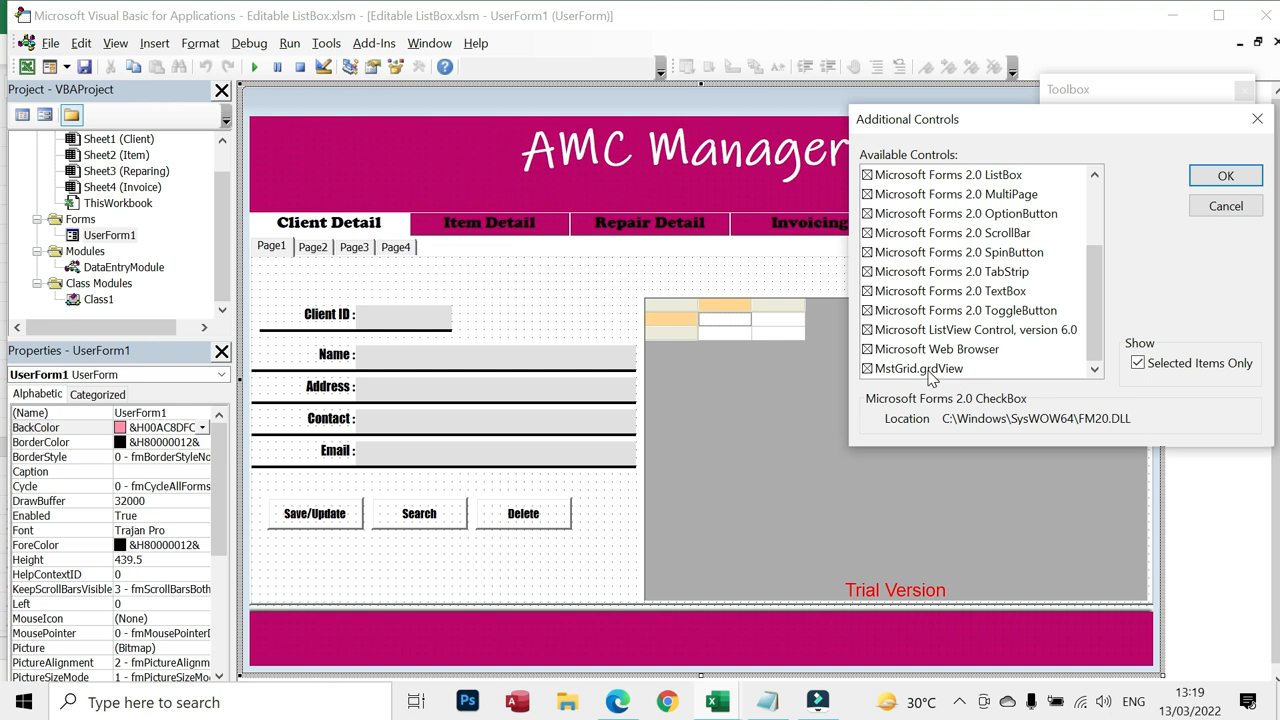 Microsoft Visual Basic for Applications - Editable ListBox.xlsm - [Editable ListBox.xlsm - UserForm1 (UserForm)]
File Edit View Insert Format Debug Run Tools Add-Ins Window Help
Project - VBAProject
Sheet1 (Client)
Sheet2 (Item)
Sheet3 (Reparing)
Sheet4 (Invoice)
ThisWorkbook
Forms
UserForm1
Modules
DataEntryModule
Class Modules
Class1
Properties - UserForm1
UserForm1 UserForm
Alphabetic Categorized
(Name) UserForm1
BackColor &H00AC8DFC
BorderColor &H80000012&
BorderStyle 0 - fmBorderStyleNo
Caption
Cycle 0 - fmCycleAllForms
DrawBuffer 32000
Enabled True
Font Trajan Pro
ForeColor &H80000012&
Height 439.5
HelpContextID 0
KeepScrollBarsVisible 3 - fmScrollBarsBoth
Left 0
MouseIcon (None)
MousePointer 0 - fmMousePointerD
Picture (Bitmap)
PictureAlignment 2 - fmPictureAlignm
PictureSizeMode 0 - fmPictureSizeMo
AMC Manager
Client Detail Item Detail Repair Detail Invoicing
Page1 Page2 Page3 Page4
Client ID :
Name :
Address :
Contact :
Email :
Save/Update Search Delete
Trial Version
Toolbox
Additional Controls
Available Controls:
Microsoft Forms 2.0 ListBox
Microsoft Forms 2.0 MultiPage
Microsoft Forms 2.0 OptionButton
Microsoft Forms 2.0 ScrollBar
Microsoft Forms 2.0 SpinButton
Microsoft Forms 2.0 TabStrip
Microsoft Forms 2.0 TextBox
Microsoft Forms 2.0 ToggleButton
Microsoft ListView Control, version 6.0
Microsoft Web Browser
MstGrid.grdView
OK
Cancel
Show
Selected Items Only
Microsoft Forms 2.0 CheckBox
Location C:\Windows\SysWOW64\FM20.DLL
Type here to search
30°C
ENG
13:19
13/03/2022